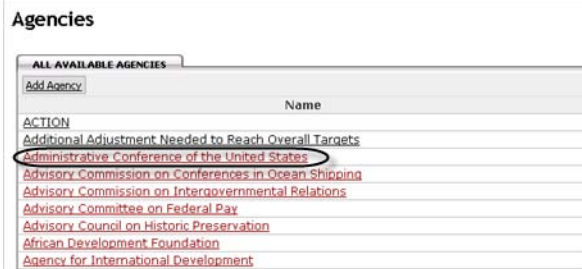 Agencies
ALL AVAILABLE AGENCIES
Add Agency
Name
ACTION
Additional Adjustment Needed to Reach Overall Targets
Administrative Conference of the United States
Advisory Commission on Conferences in Ocean Shipping
Advisory Commission on Intergovernmental Relations
Advisory Committee on Federal Pay
Advisory Council on Historic Preservation
African Development Foundation
Agency for International Development